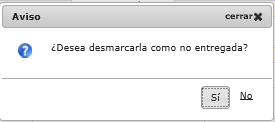 Aviso cerrar
¿Desea desmarcarla como no entregada?
Sí No